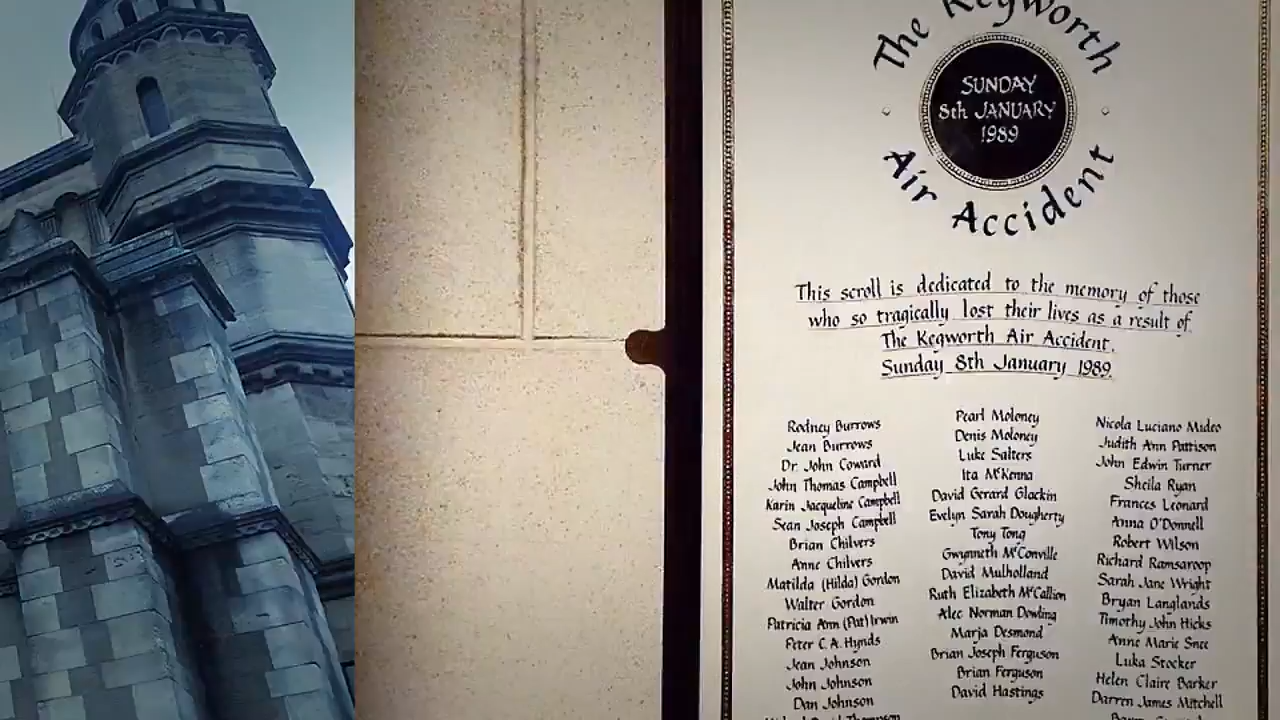 The Kegworth
SUNDAY
8th JANUARY
1989
Air Accident
This scroll is dedicated to the memory of those
who so tragically lost their lives as a result of
The Kegworth Air Accident,
Sunday 8th January 1989.
Rodney Burrows
Jean Burrows
Dr. John Coward
John Thomas Campbell
Karin Jacqueline Campbell
Sean Joseph Campbell
Brian Chilvers
Anne Chilvers
Matilda (Hilda) Gordon
Walter Gordon
Patricia Ann (Pat) Irwin
Peter C.A. Hynds
Jean Johnson
John Johnson
Dan Johnson
Pearl Moloney
Denis Moloney
Luke Salters
Ita McKenna
David Gerard Glackin
Evelyn Sarah Dougherty
Tony Tong
Gwynneth McConville
David Mulholland
Ruth Elizabeth McCallion
Alec Norman Dowling
Marja Desmond
Brian Joseph Ferguson
Brian Ferguson
David Hastings
Nicola Luciano Mideo
Judith Ann Pattison
John Edwin Turner
Sheila Ryan
Frances Leonard
Anna O'Donnell
Robert Wilson
Richard Ramsaroop
Sarah Jane Wright
Bryan Langlands
Timothy John Hicks
Anne Marie Snee
Luka Stocker
Helen Claire Barker
Darren James Mitchell